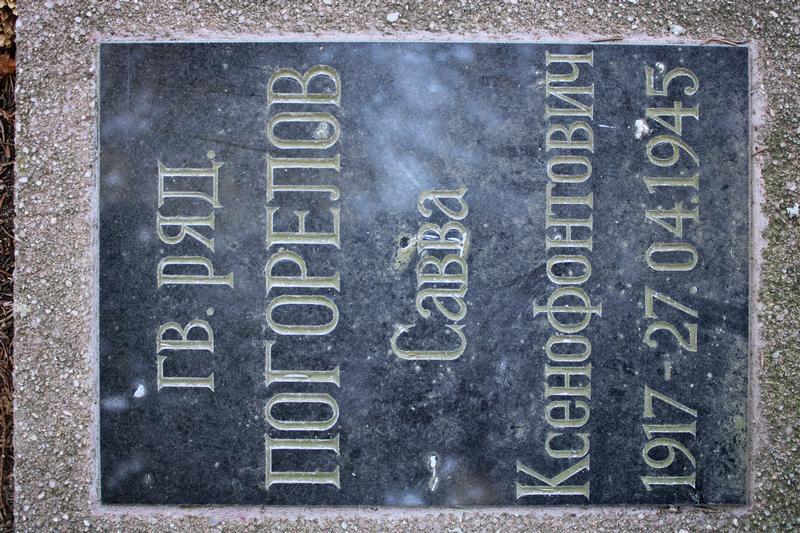 гв. ряд.
ПОГОРЕЛОВ
Савва
Ксенофонтович
1917 - 27 04.1945